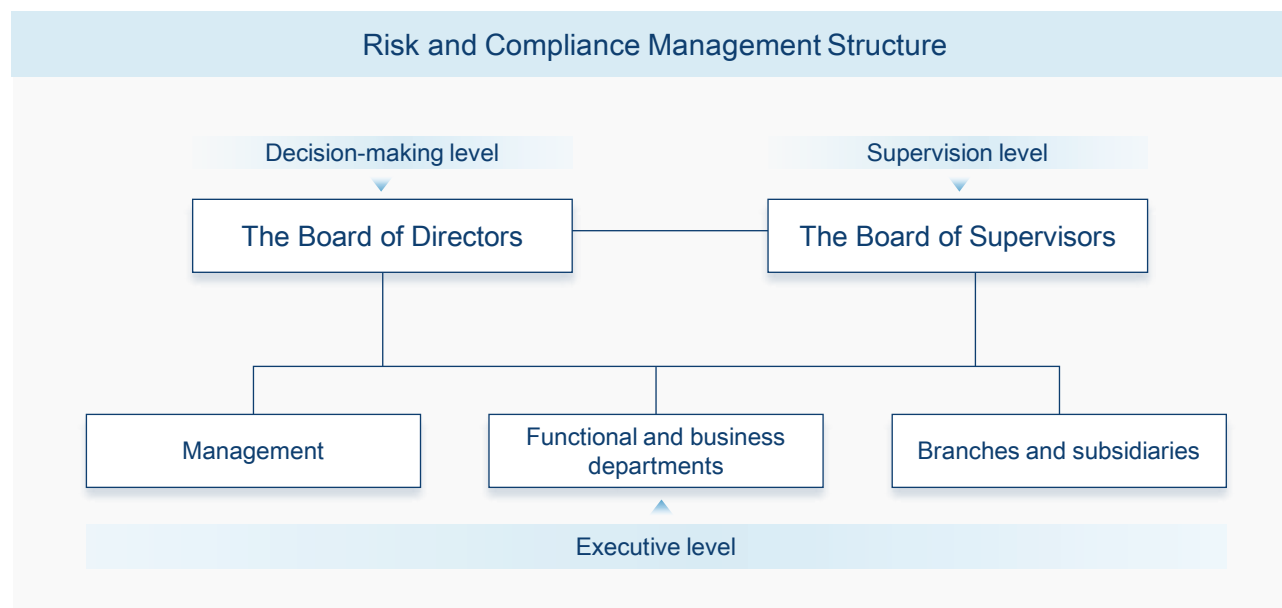 Risk and Compliance Management Structure
Decision-making level
Supervision level
The Board of Directors
The Board of Supervisors
Management
Functional and business
departments
Branches and subsidiaries
Executive level